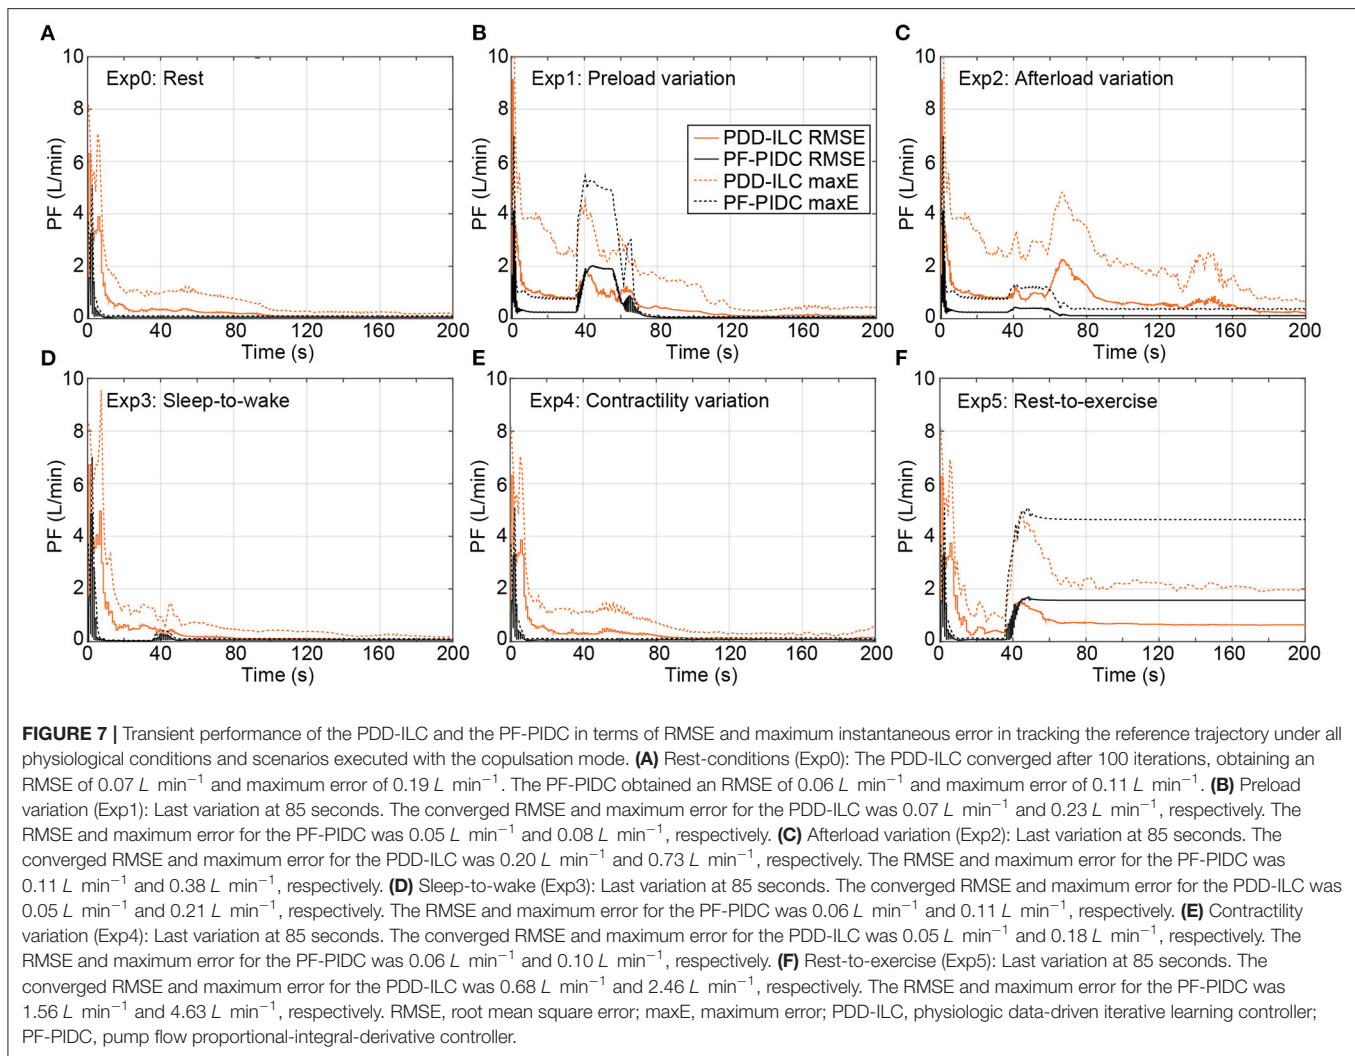 A
B
C
10
8
6
4
2
0
PF (L/min)
Exp0: Rest
0 40 80 120 160 200
Time (s)
10
8
6
4
2
0
PF (L/min)
Exp1: Preload variation
PDD-ILC RMSE
PF-PIDC RMSE
PDD-ILC maxE
PF-PIDC maxE
0 40 80 120 160 200
Time (s)
10
8
6
4
2
0
PF (L/min)
Exp2: Afterload variation
0 40 80 120 160 200
Time (s)
D
E
F
10
8
6
4
2
0
PF (L/min)
Exp3: Sleep-to-wake
0 40 80 120 160 200
Time (s)
10
8
6
4
2
0
PF (L/min)
Exp4: Contractility variation
0 40 80 120 160 200
Time (s)
10
8
6
4
2
0
PF (L/min)
Exp5: Rest-to-exercise
0 40 80 120 160 200
Time (s)
FIGURE 7 | Transient performance of the PDD-ILC and the PF-PIDC in terms of RMSE and maximum instantaneous error in tracking the reference trajectory under all
physiological conditions and scenarios executed with the copulsation mode. (A) Rest-conditions (Exp0): The PDD-ILC converged after 100 iterations, obtaining an
RMSE of 0.07 L min⁻¹ and maximum error of 0.19 L min⁻¹. The PF-PIDC obtained an RMSE of 0.06 L min⁻¹ and maximum error of 0.11 L min⁻¹. (B) Preload
variation (Exp1): Last variation at 85 seconds. The converged RMSE and maximum error for the PDD-ILC was 0.07 L min⁻¹ and 0.23 L min⁻¹, respectively. The
RMSE and maximum error for the PF-PIDC was 0.05 L min⁻¹ and 0.08 L min⁻¹, respectively. (C) Afterload variation (Exp2): Last variation at 85 seconds. The
converged RMSE and maximum error for the PDD-ILC was 0.20 L min⁻¹ and 0.73 L min⁻¹, respectively. The RMSE and maximum error for the PF-PIDC was
0.11 L min⁻¹ and 0.38 L min⁻¹, respectively. (D) Sleep-to-wake (Exp3): Last variation at 85 seconds. The converged RMSE and maximum error for the PDD-ILC was
0.05 L min⁻¹ and 0.21 L min⁻¹, respectively. The RMSE and maximum error for the PF-PIDC was 0.06 L min⁻¹ and 0.11 L min⁻¹, respectively. (E) Contractility
variation (Exp4): Last variation at 85 seconds. The converged RMSE and maximum error for the PDD-ILC was 0.05 L min⁻¹ and 0.18 L min⁻¹, respectively. The
RMSE and maximum error for the PF-PIDC was 0.06 L min⁻¹ and 0.10 L min⁻¹, respectively. (F) Rest-to-exercise (Exp5): Last variation at 85 seconds. The
converged RMSE and maximum error for the PDD-ILC was 0.68 L min⁻¹ and 2.46 L min⁻¹, respectively. The RMSE and maximum error for the PF-PIDC was
1.56 L min⁻¹ and 4.63 L min⁻¹, respectively. RMSE, root mean square error; maxE, maximum error; PDD-ILC, physiologic data-driven iterative learning controller;
PF-PIDC, pump flow proportional-integral-derivative controller.